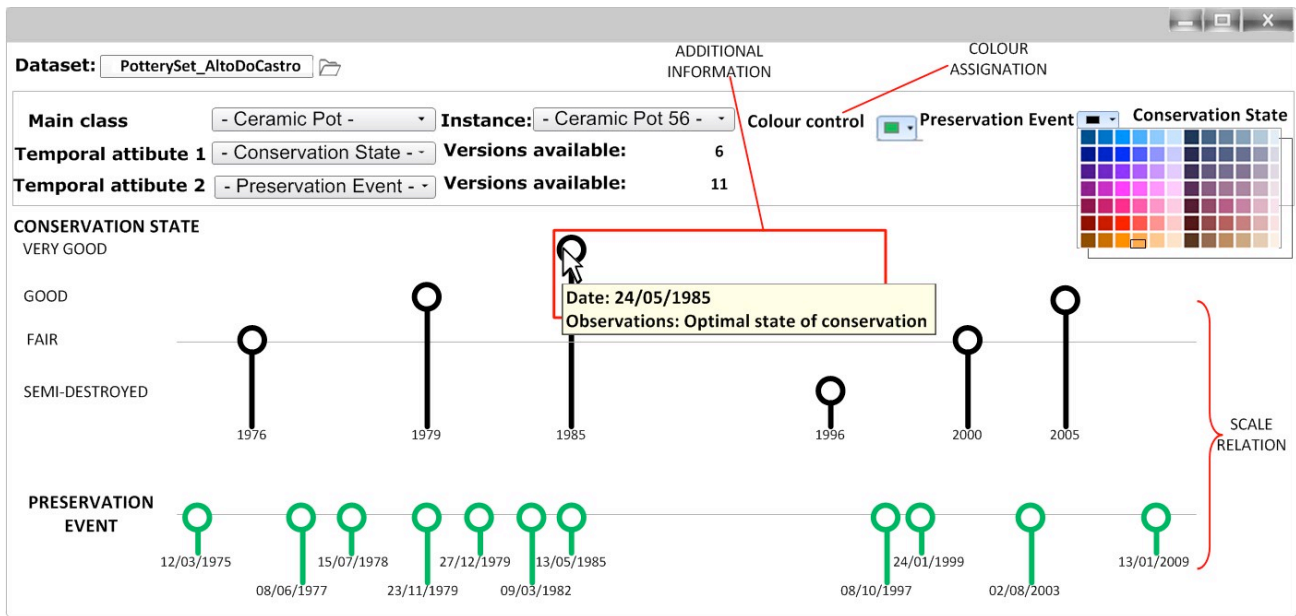 X
ADDITIONAL
INFORMATION
COLOUR
ASSIGNATION
Dataset: PotterySet_AltoDoCastro
Main class - Ceramic Pot - Instance: - Ceramic Pot 56 - Colour control Preservation Event Conservation State
Temporal attibute 1 - Conservation State - Versions available: 6
Temporal attibute 2 - Preservation Event - Versions available: 11
CONSERVATION STATE
VERY GOOD
GOOD
FAIR
SEMI-DESTROYED
Date: 24/05/1985
Observations: Optimal state of conservation
1976 1979 1985 1996 2000 2005
SCALE
RELATION
PRESERVATION
EVENT
12/03/1975 15/07/1978 27/12/1979 13/05/1985 24/01/1999 13/01/2009
08/06/1977 23/11/1979 09/03/1982 08/10/1997 02/08/2003